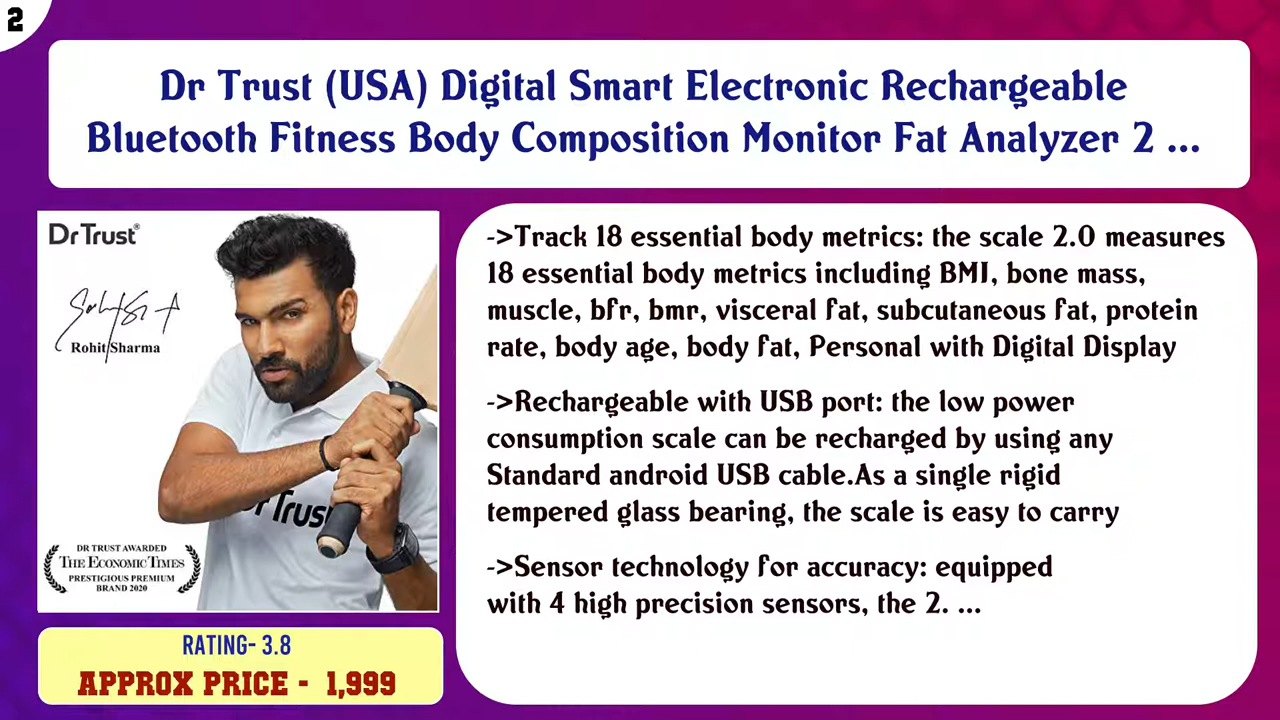 2
Dr Trust (USA) Digital Smart Electronic Rechargeable
Bluetooth Fitness Body Composition Monitor Fat Analyzer 2 ...
Dr Trust®
Rohit Sharma
Dr Trust
DR TRUST AWARDED
THE ECONOMIC TIMES
PRESTIGIOUS PREMIUM
BRAND 2020
RATING- 3.8
APPROX PRICE - 1,999
->Track 18 essential body metrics: the scale 2.0 measures
18 essential body metrics including BMI, bone mass,
muscle, bfr, bmr, visceral fat, subcutaneous fat, protein
rate, body age, body fat, Personal with Digital Display
->Rechargeable with USB port: the low power
consumption scale can be recharged by using any
Standard android USB cable.As a single rigid
tempered glass bearing, the scale is easy to carry
->Sensor technology for accuracy: equipped
with 4 high precision sensors, the 2. ...